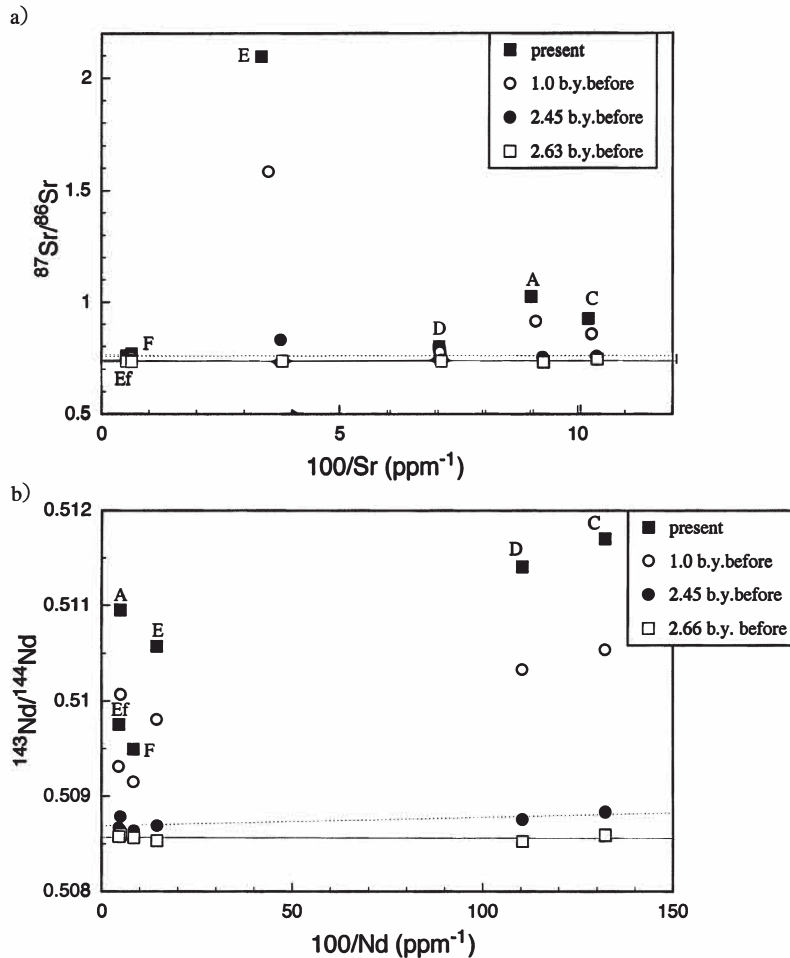 a)
E
F
Ef
D
A
C
present
1.0 b.y.before
2.45 b.y.before
2.63 b.y.before
2
1.5
1
0.5
0
5
10
87Sr/86Sr
100/Sr (ppm-1)
b)
0.512
0.511
0.51
0.509
0.508
A
E
Ef
F
D
C
present
1.0 b.y.before
2.45 b.y.before
2.66 b.y. before
0
50
100
150
143Nd/144Nd
100/Nd (ppm-1)